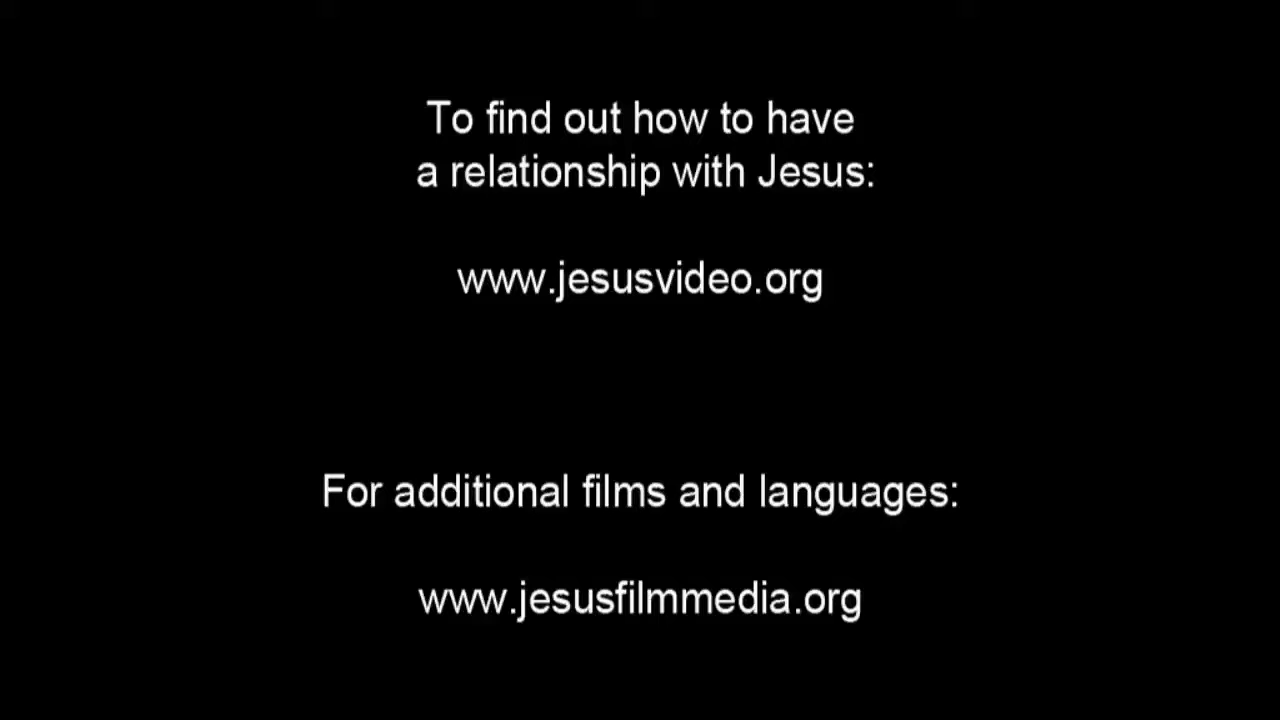 To find out how to have
a relationship with Jesus:
www.jesusvideo.org
For additional films and languages:
www.jesusfilmmedia.org